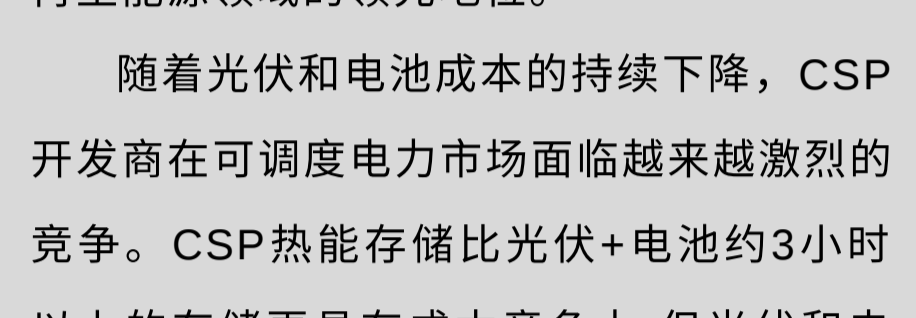 随着光伏和电池成本的持续下降，CSP
开发商在可调度电力市场面临越来越激烈的
竞争。CSP热能存储比光伏+电池约3小时